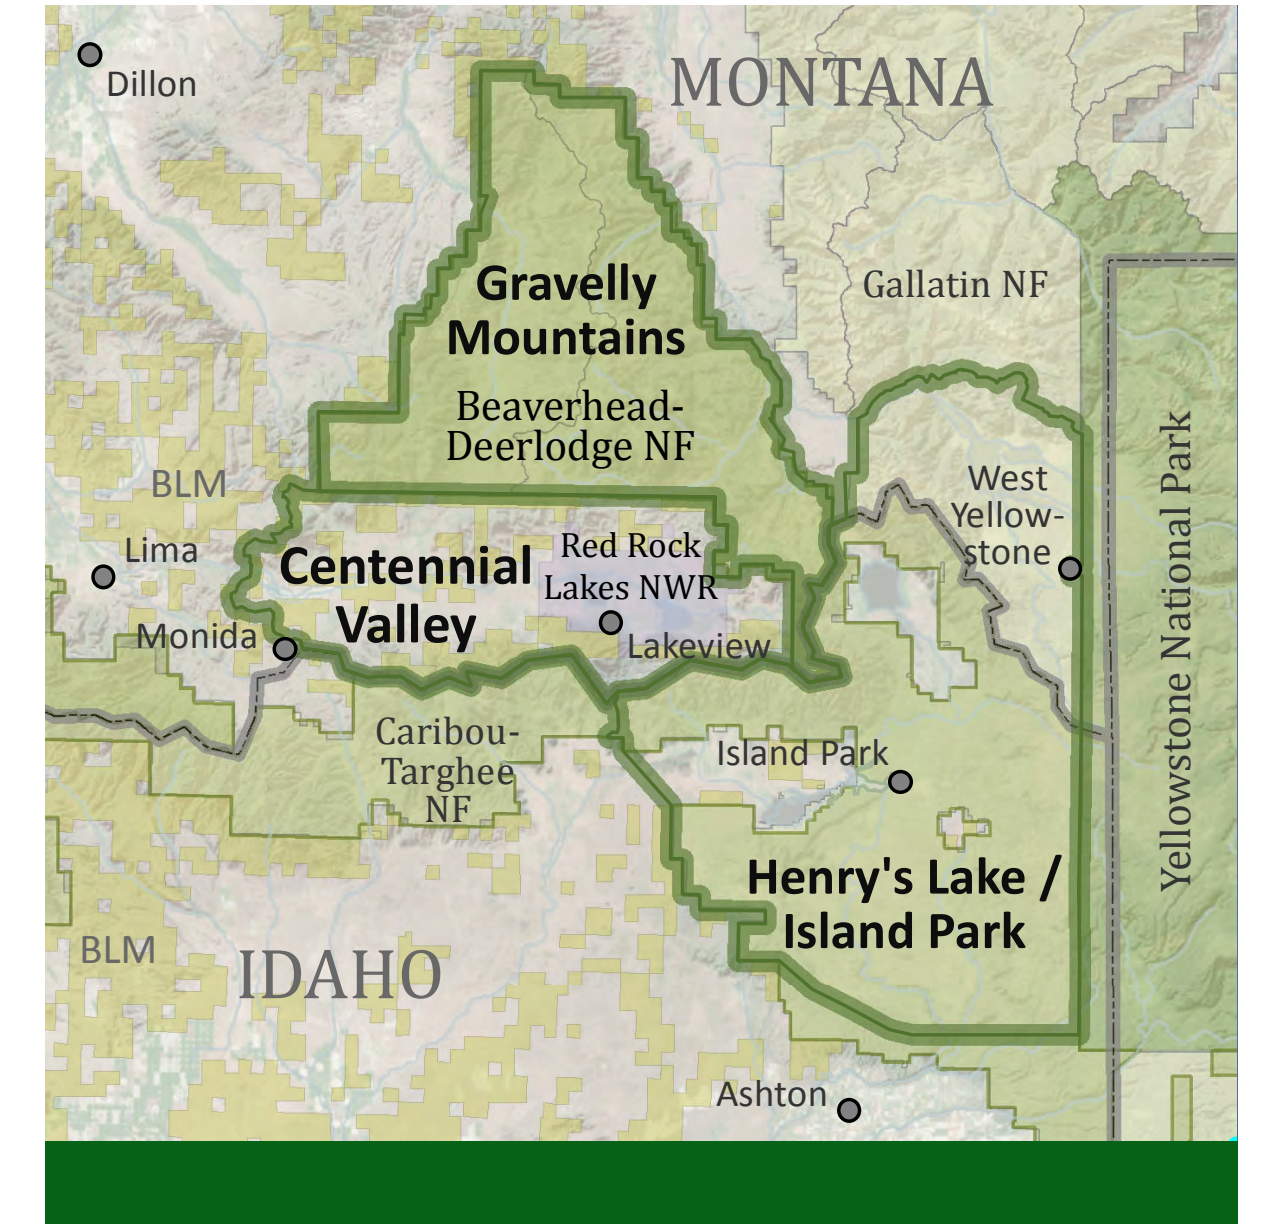 MONTANA
Dillon
Gravelly
Mountains
Gallatin NF
Beaverhead-
Deerlodge NF
BLM
West
Yellow-
stone
Yellowstone National Park
Lima
Centennial
Valley
Red Rock
Lakes NWR
Monida
Lakeview
Caribou-
Targhee
NF
Island Park
Henry's Lake /
Island Park
BLM
IDAHO
Ashton